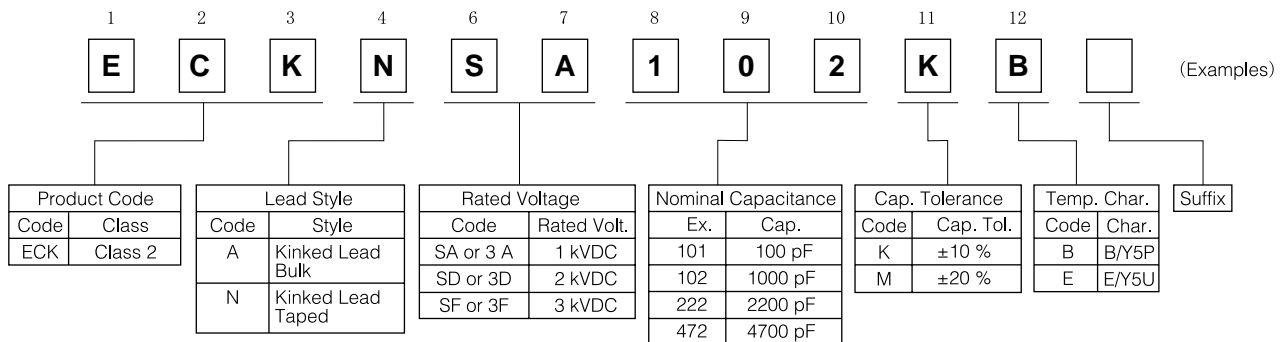 1 2 3 4 6 7 8 9 10 11 12
E C K N S A 1 0 2 K B (Examples)
Product Code
Code Class
ECK Class 2
Lead Style
Code Style
A Kinked Lead
Bulk
N Kinked Lead
Taped
Rated Voltage
Code Rated Volt.
SA or 3 A 1 kVDC
SD or 3D 2 kVDC
SF or 3F 3 kVDC
Nominal Capacitance
Ex. Cap.
101 100 pF
102 1000 pF
222 2200 pF
472 4700 pF
Cap. Tolerance
Code Cap. Tol.
K ±10 %
M ±20 %
Temp. Char.
Code Char.
B B/Y5P
E E/Y5U
Suffix